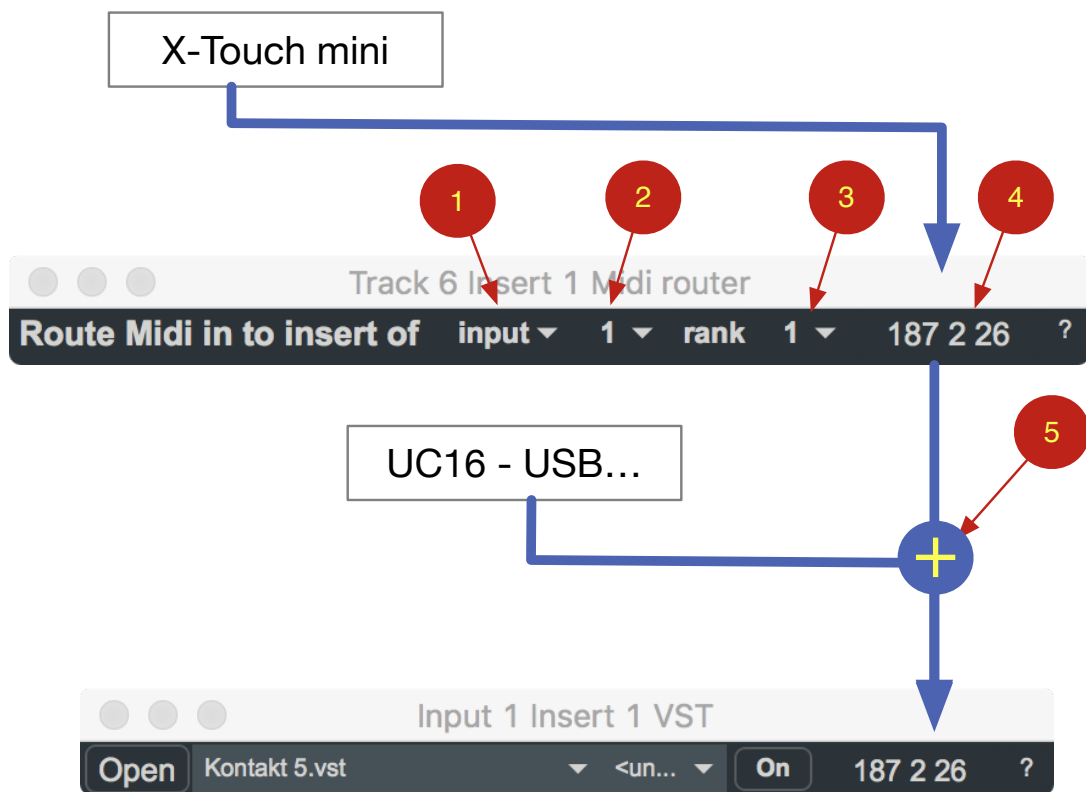 X-Touch mini
1 2 3 4
Track 6 Insert 1 Midi router
Route Midi in to insert of input 1 rank 1 187 2 26 ?
5
UC16 - USB...
+
Input 1 Insert 1 VST
Open Kontakt 5.vst <un... On 187 2 26 ?